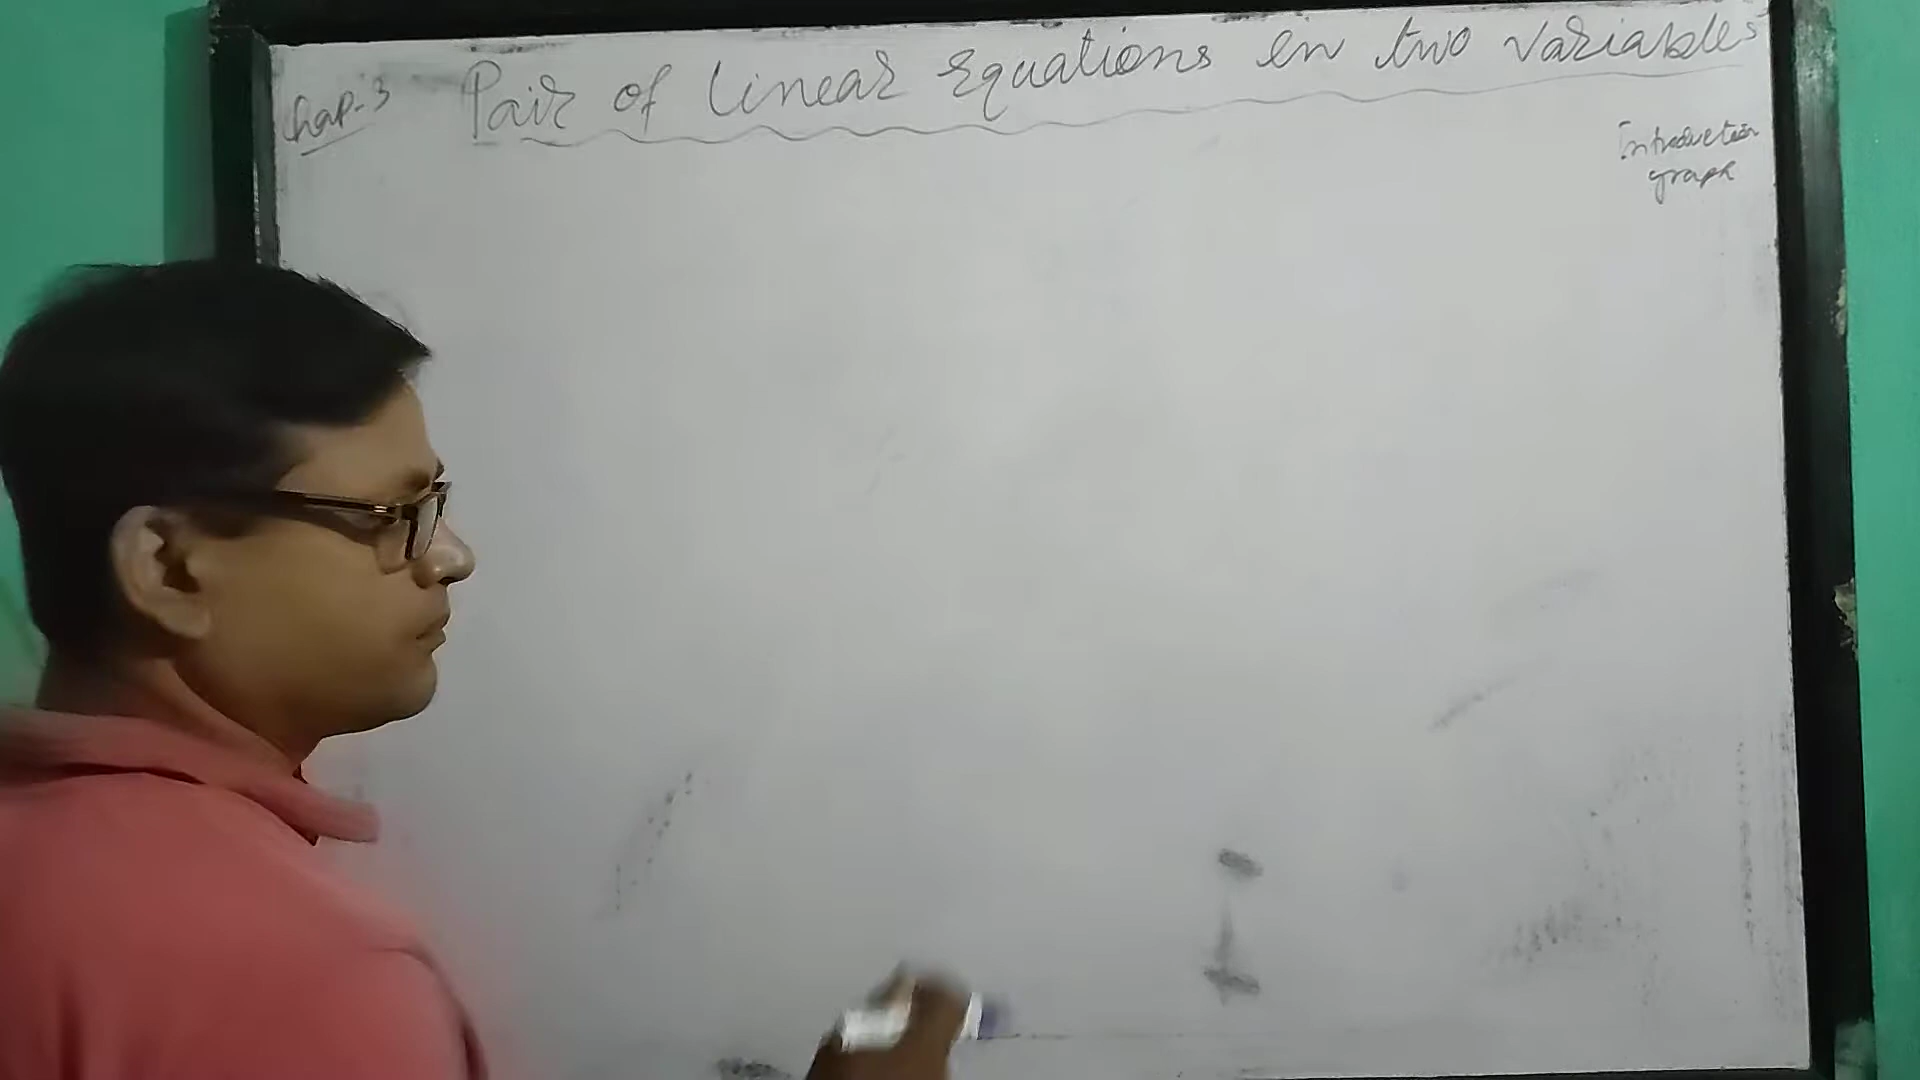 Chap-3 Pair of Linear Equations in two variables
Introduction
graph